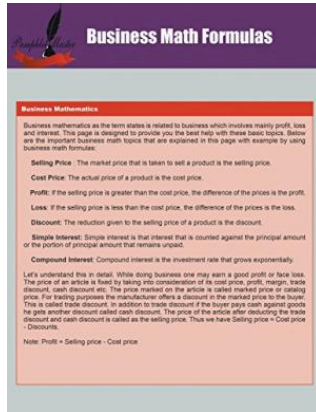 Pamphlet Master
Business Math Formulas
Business Mathematics
Business mathematics as the term states is related to business which involves mainly profit, loss
and interest. This page is designed to provide you the best help with these basic topics. Below
are the important business math topics that are explained in this page with example by using
business math formulas:
Selling Price : The market price that is taken to sell a product is the selling price.
Cost Price: The actual price of a product is the cost price.
Profit: If the selling price is greater than the cost price, the difference of the prices is the profit.
Loss: If the selling price is less than the cost price, the difference of the prices is the loss.
Discount: The reduction given to the selling price of a product is the discount.
Simple Interest: Simple interest is that interest that is counted against the principal amount
or the portion of principal amount that remains unpaid.
Compound Interest: Compound interest is the investment rate that grows exponentially.
Let's understand this in detail. While doing business one may earn a good profit or face loss.
The price of an article is fixed by taking into consideration of its cost price, profit, margin, trade
discount, cash discount etc. The price marked on the article is called marked price or catalog
price. For trading purposes the manufacturer offers a discount in the marked price to the buyer.
This is called trade discount. In addition to trade discount if the buyer pays cash against goods
he gets another discount called cash discount. The price of the article after deducting the trade
discount and cash discount is called as the selling price. Thus we have Selling price = Cost price
- Discounts.
Note: Profit = Selling price - Cost price